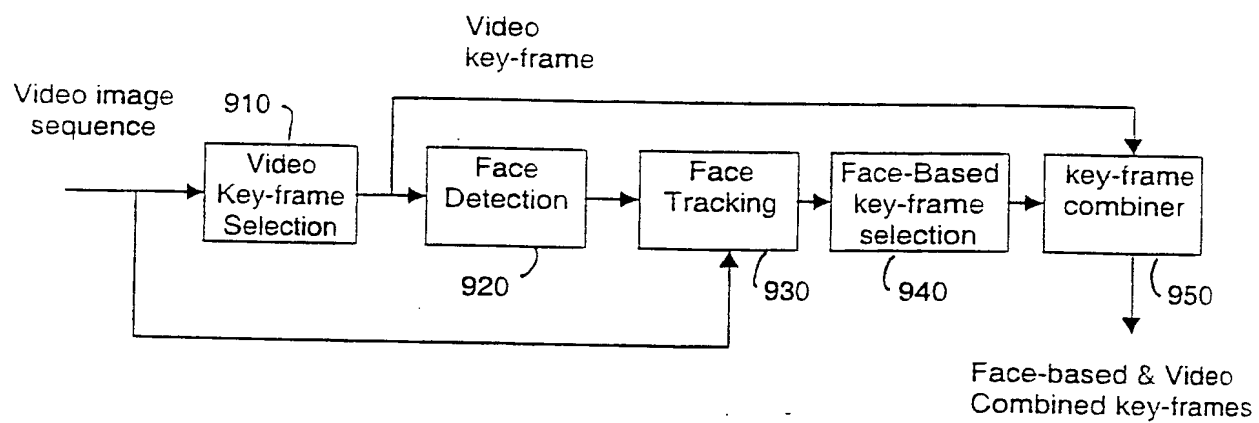 Video
key-frame
Video image
sequence
910
Video
Key-frame
Selection
Face
Detection
Face
Tracking
Face-Based
key-frame
selection
key-frame
combiner
920
930
940
950
Face-based & Video
Combined key-frames